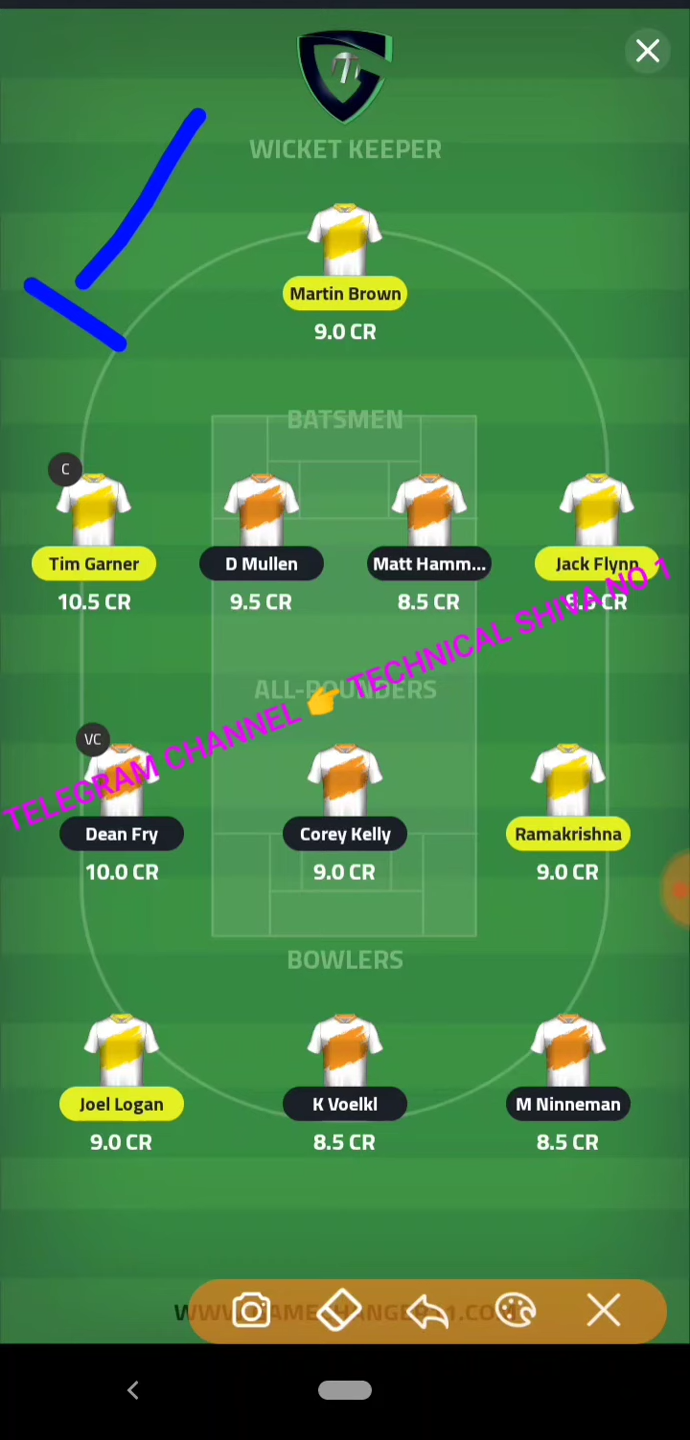 WICKET KEEPER
Martin Brown
9.0 CR
BATSMEN
C
Tim Garner
D Mullen
Matt Hamm...
Jack Flynn
10.5 CR
9.5 CR
8.5 CR
CR
TELEGRAM CHANNEL 👉 TECHNICAL SHIVA NO 1
ALL-ROUNDERS
VC
Dean Fry
Corey Kelly
Ramakrishna
10.0 CR
9.0 CR
9.0 CR
BOWLERS
Joel Logan
K Voelkl
M Ninneman
9.0 CR
8.5 CR
8.5 CR